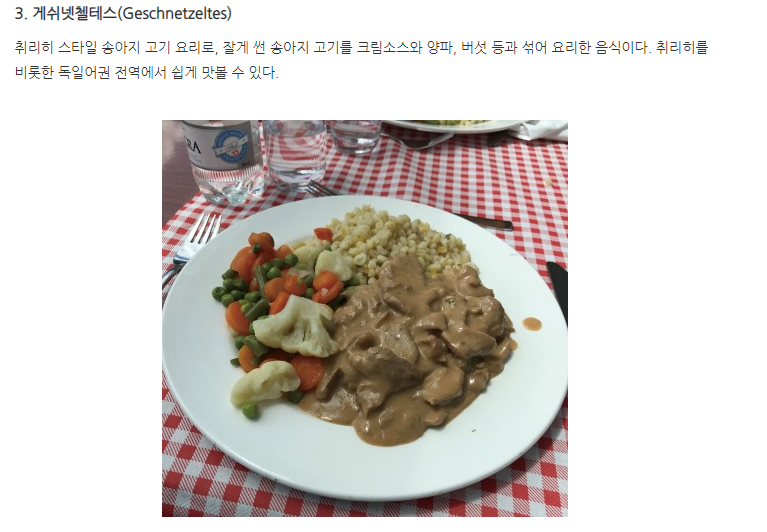 3. 게쉬넷첼테스(Geschnetzeltes)
취리히 스타일 송아지 고기 요리로, 잘게 썬 송아지 고기를 크림소스와 양파, 버섯 등과 섞어 요리한 음식이다. 취리히를
비롯한 독일어권 전역에서 쉽게 맛볼 수 있다.